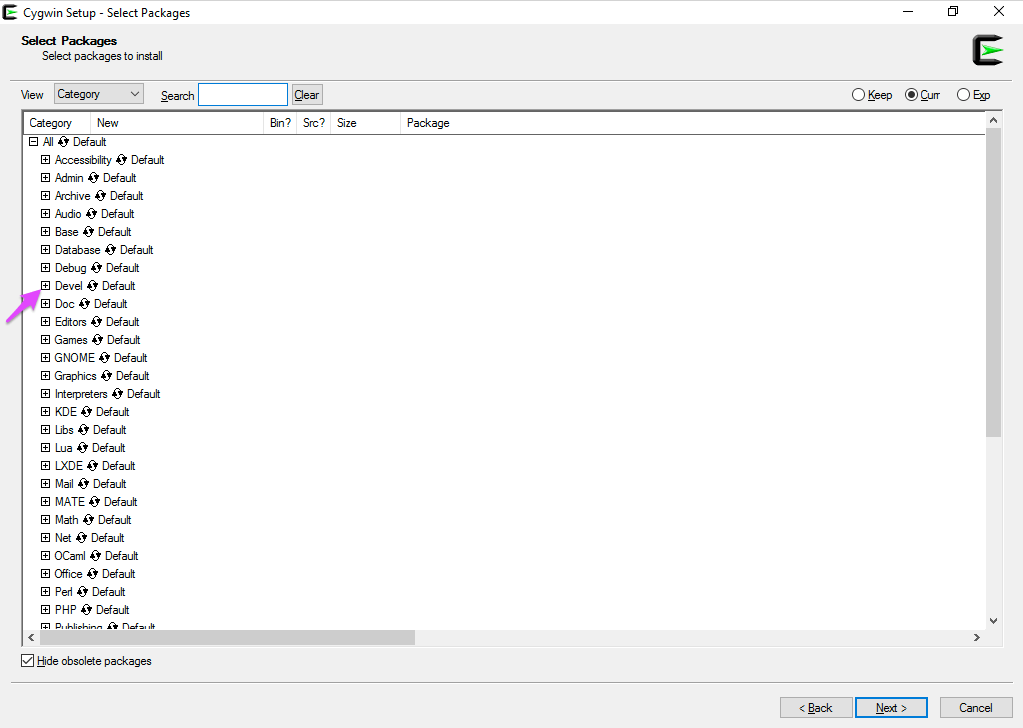 Cygwin Setup - Select Packages
Select Packages
Select packages to install
View Category Search Clear Keep Curr Exp
Category New Bin? Src? Size Package
All Default
Accessibility Default
Admin Default
Archive Default
Audio Default
Base Default
Database Default
Debug Default
Devel Default
Doc Default
Editors Default
Games Default
GNOME Default
Graphics Default
Interpreters Default
KDE Default
Libs Default
Lua Default
LXDE Default
Mail Default
MATE Default
Math Default
Net Default
OCaml Default
Office Default
Perl Default
PHP Default
Publishing Default
Hide obsolete packages
< Back Next > Cancel